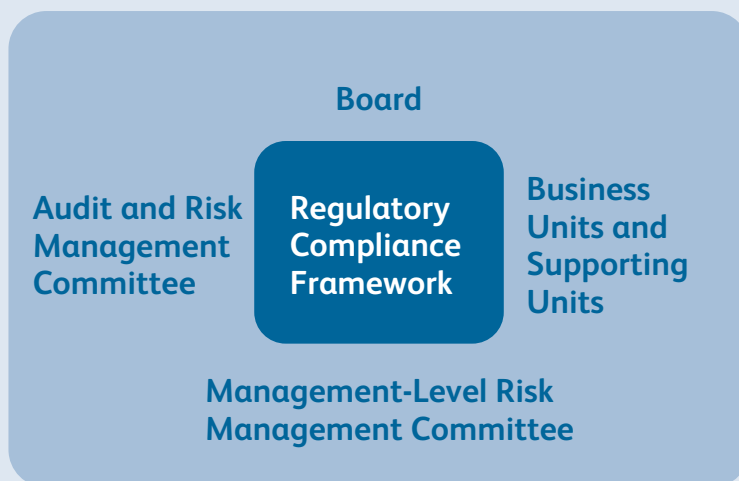 Board
Audit and Risk
Management
Committee
Regulatory
Compliance
Framework
Business
Units and
Supporting
Units
Management-Level Risk
Management Committee